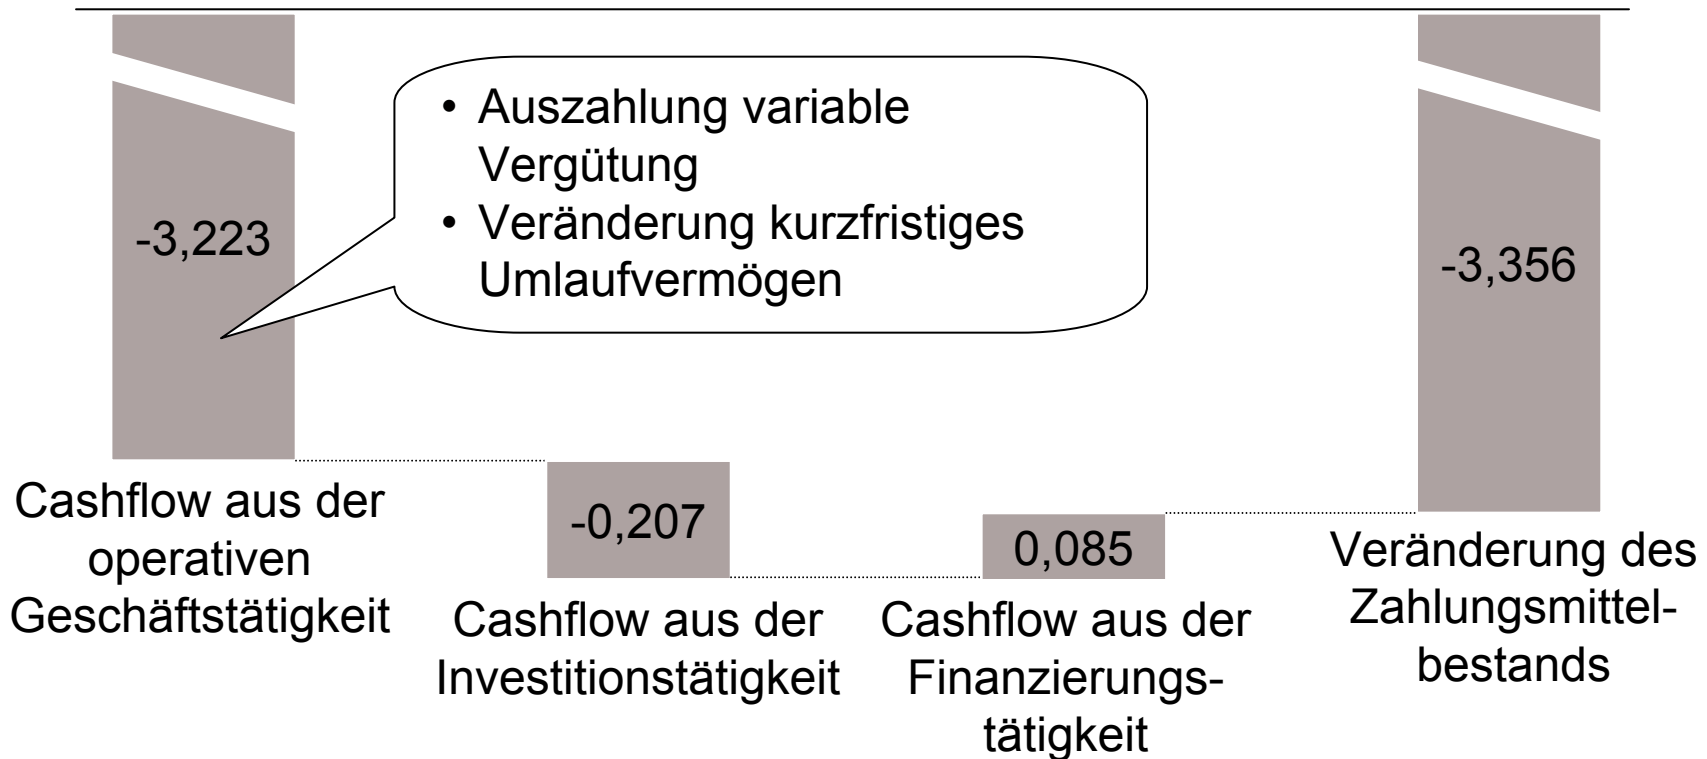 • Auszahlung variable
Vergütung
• Veränderung kurzfristiges
Umlaufvermögen
-3,223
-3,356
Cashflow aus der
operativen
Geschäftstätigkeit
-0,207
Cashflow aus der
Investitionstätigkeit
0,085
Cashflow aus der
Finanzierungs-
tätigkeit
Veränderung des
Zahlungsmittel-
bestands